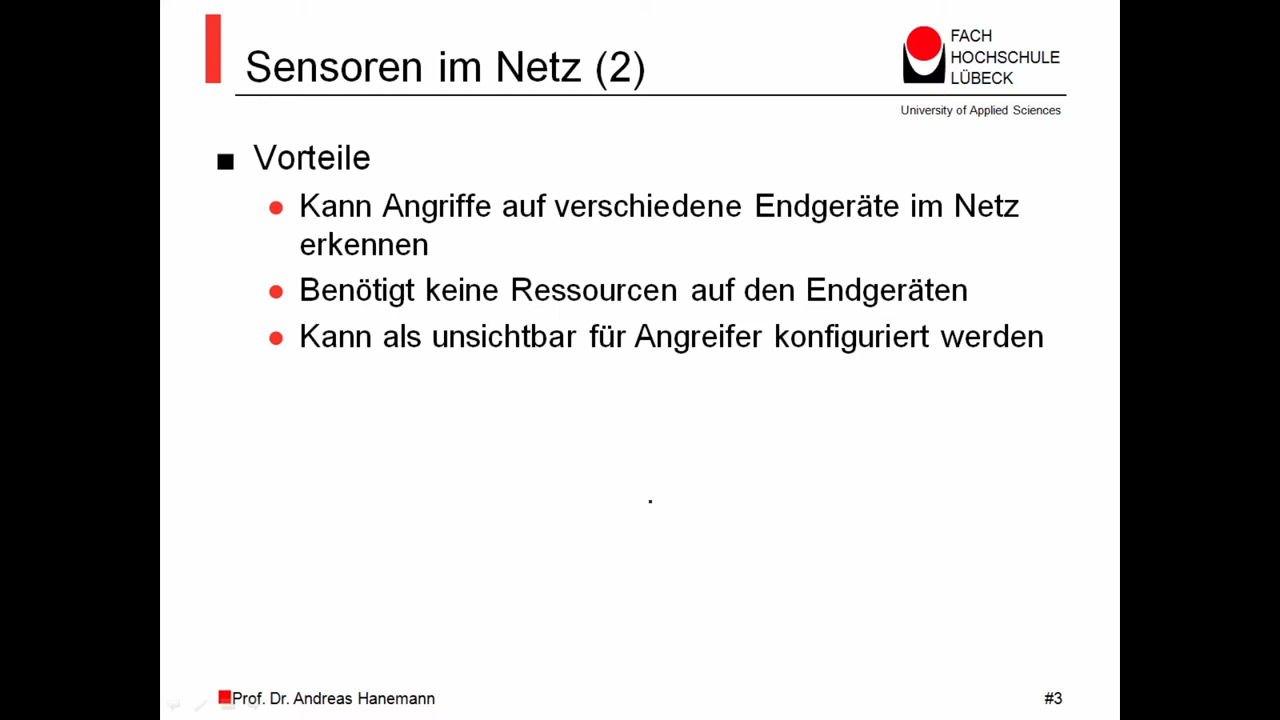 Sensoren im Netz (2)
FACH
HOCHSCHULE
LÜBECK
University of Applied Sciences
Vorteile
Kann Angriffe auf verschiedene Endgeräte im Netz
erkennen
Benötigt keine Ressourcen auf den Endgeräten
Kann als unsichtbar für Angreifer konfiguriert werden
Prof. Dr. Andreas Hanemann
#3